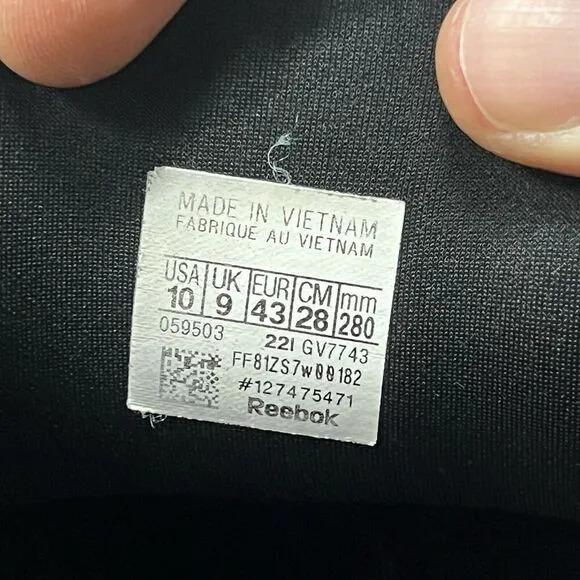 MADE IN VIETNAM
FABRIQUE AU VIETNAM
USA UK EUR CM mm
10 9 43 28 280
059503 22I GV7743
FF81ZS7w00182
#127475471
Reebok